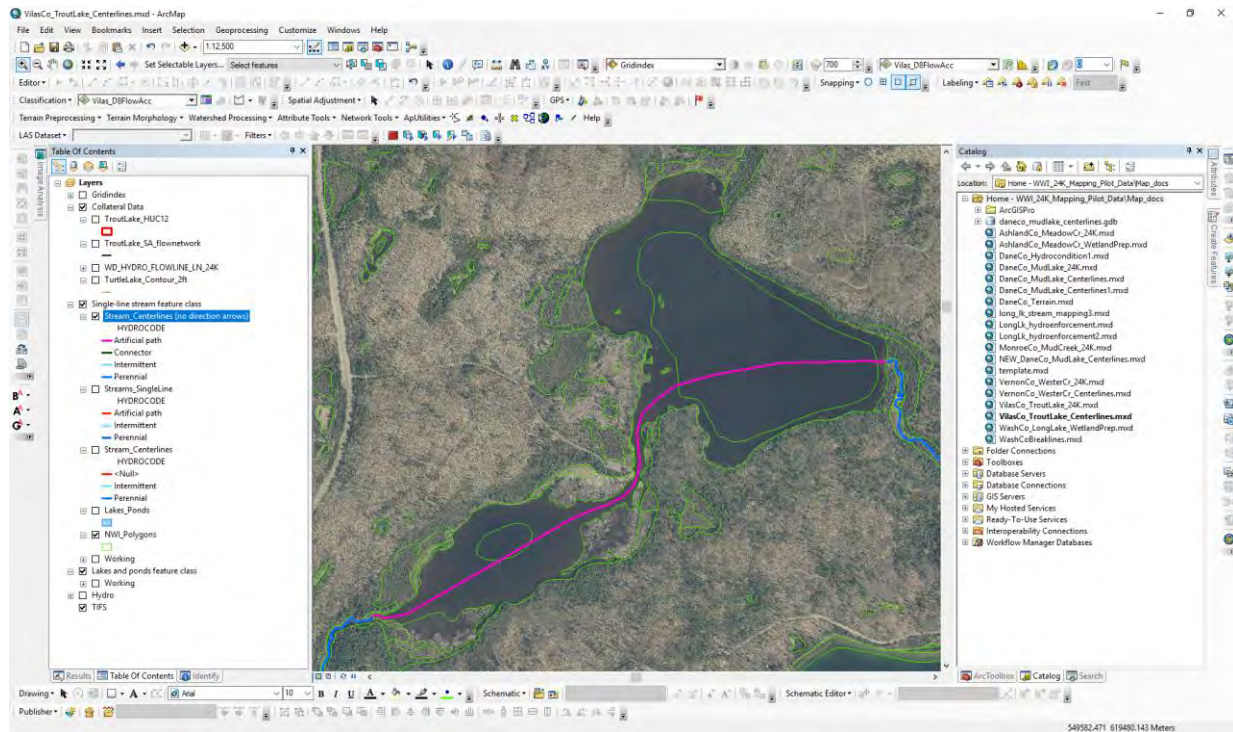 VilasCo_TroutLake_Centerlines.mxd - ArcMap
File Edit View Bookmarks Insert Selection Geoprocessing Customize Windows Help
1:12,500
Set Selectable Layers... Select features Gridindex 700 Vilas_D8FlowAcc 8
Editor Snapping Labeling Fast
Classification Vilas_D8FlowAcc Spatial Adjustment GPS
Terrain Preprocessing Terrain Morphology Watershed Processing Attribute Tools Network Tools ApUtilities Help
LAS Dataset Filters
Image Analysis
Table Of Contents
Layers
Gridindex
Collateral Data
TroutLake_HUC12
TroutLake_SA_flownetwork
WD_HYDRO_FLOWLINE_LN_24K
TurtleLake_Contour_2ft
Single-line stream feature class
Stream_Centerlines (no direction arrows)
HYDROCODE
Artificial path
Connector
Intermittent
Perennial
Streams_SingleLine
HYDROCODE
Artificial path
Intermittent
Perennial
Stream_Centerlines
HYDROCODE
<Null>
Intermittent
Perennial
Lakes_Ponds
NWI_Polygons
Working
Lakes and ponds feature class
Working
Hydro
TIFS
Results Table Of Contents Identify
Catalog
Location: Home - WWI_24K_Mapping_Pilot_Data\Map_docs
Home - WWI_24K_Mapping_Pilot_Data\Map_docs
ArcGISPro
daneco_mudlake_centerlines.gdb
AshlandCo_MeadowCr_24K.mxd
AshlandCo_MeadowCr_WetlandPrep.mxd
DaneCo_Hydrocondition1.mxd
DaneCo_MudLake_24K.mxd
DaneCo_MudLake_Centerlines.mxd
DaneCo_MudLake_Centerlines1.mxd
DaneCo_Terrain.mxd
long_lk_stream_mapping3.mxd
LongLk_hydroenforcement.mxd
LongLk_hydroenforcement2.mxd
MonroeCo_MudCreek_24K.mxd
NEW_DaneCo_MudLake_Centerlines.mxd
template.mxd
VernonCo_WesterCr_24K.mxd
VernonCo_WesterCr_Centerlines.mxd
VilasCo_TroutLake_24K.mxd
VilasCo_TroutLake_Centerlines.mxd
WashCo_LongLake_WetlandPrep.mxd
WashCoBreaklines.mxd
Folder Connections
Toolboxes
Database Servers
Database Connections
GIS Servers
My Hosted Services
Ready-To-Use Services
Interoperability Connections
Workflow Manager Databases
ArcToolbox Catalog Search
Attributes
Create Features
Drawing A Arial 10 B I U A Schematic Schematic Editor
Publisher
549582.471 619480.143 Meters